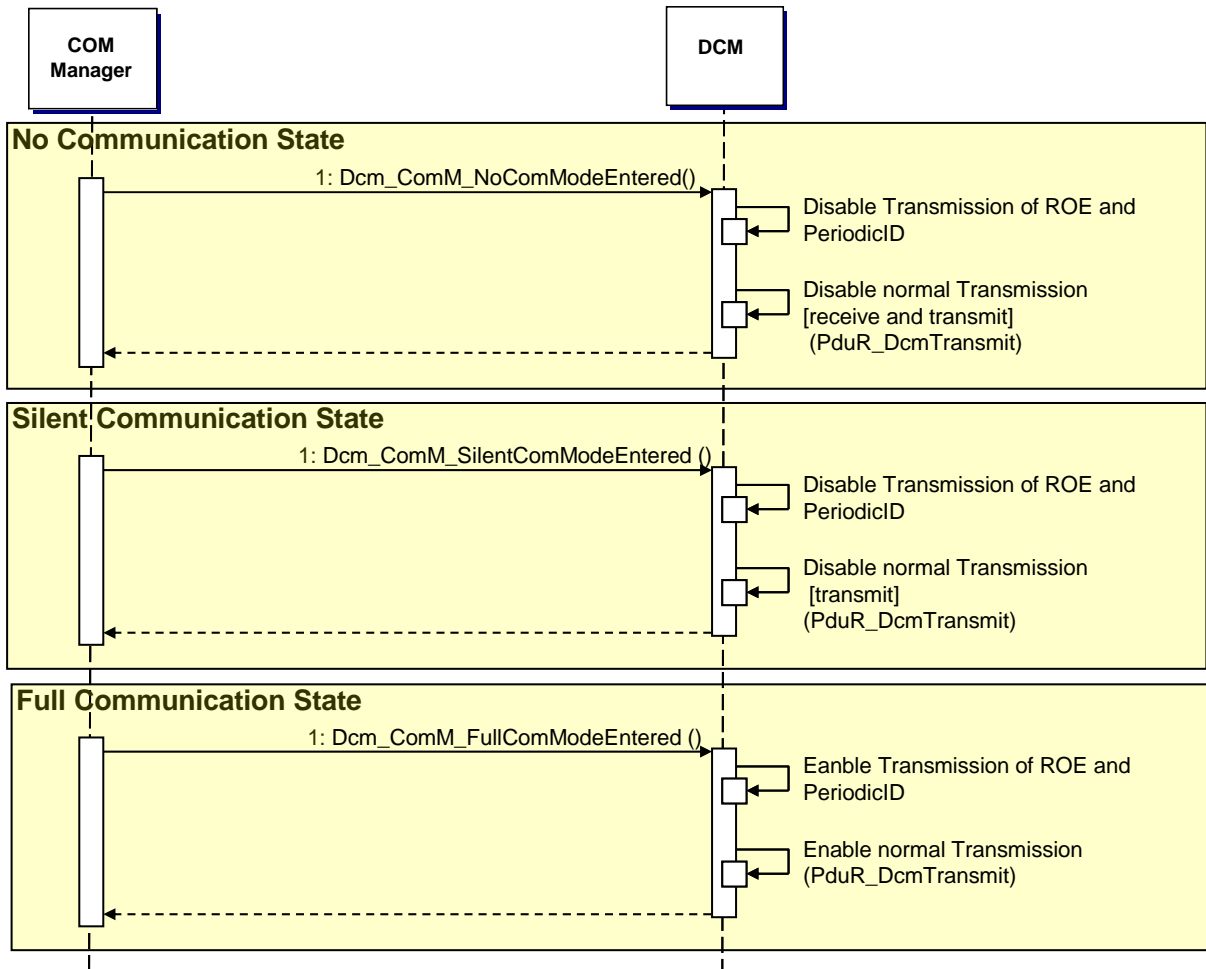 COM
Manager
DCM
No Communication State
1: Dcm_ComM_NoComModeEntered()
Disable Transmission of ROE and
PeriodicID
Disable normal Transmission
[receive and transmit]
(PduR_DcmTransmit)
Silent Communication State
1: Dcm_ComM_SilentComModeEntered ()
Disable Transmission of ROE and
PeriodicID
Disable normal Transmission
[transmit]
(PduR_DcmTransmit)
Full Communication State
1: Dcm_ComM_FullComModeEntered ()
Eanble Transmission of ROE and
PeriodicID
Enable normal Transmission
(PduR_DcmTransmit)